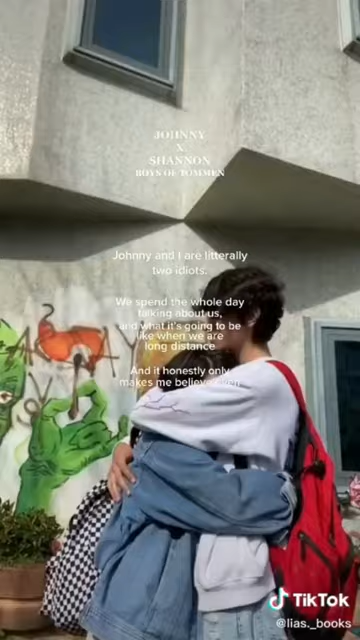 JOHNNY
X
SHANNON
BOYS OF TOMMEN
Johnny and I are litterally
two idiots.
We spend the whole day
talking about us,
and what it's going to be
like when we are
long distance
And it honestly only
makes me believe
TikTok
@lias._books